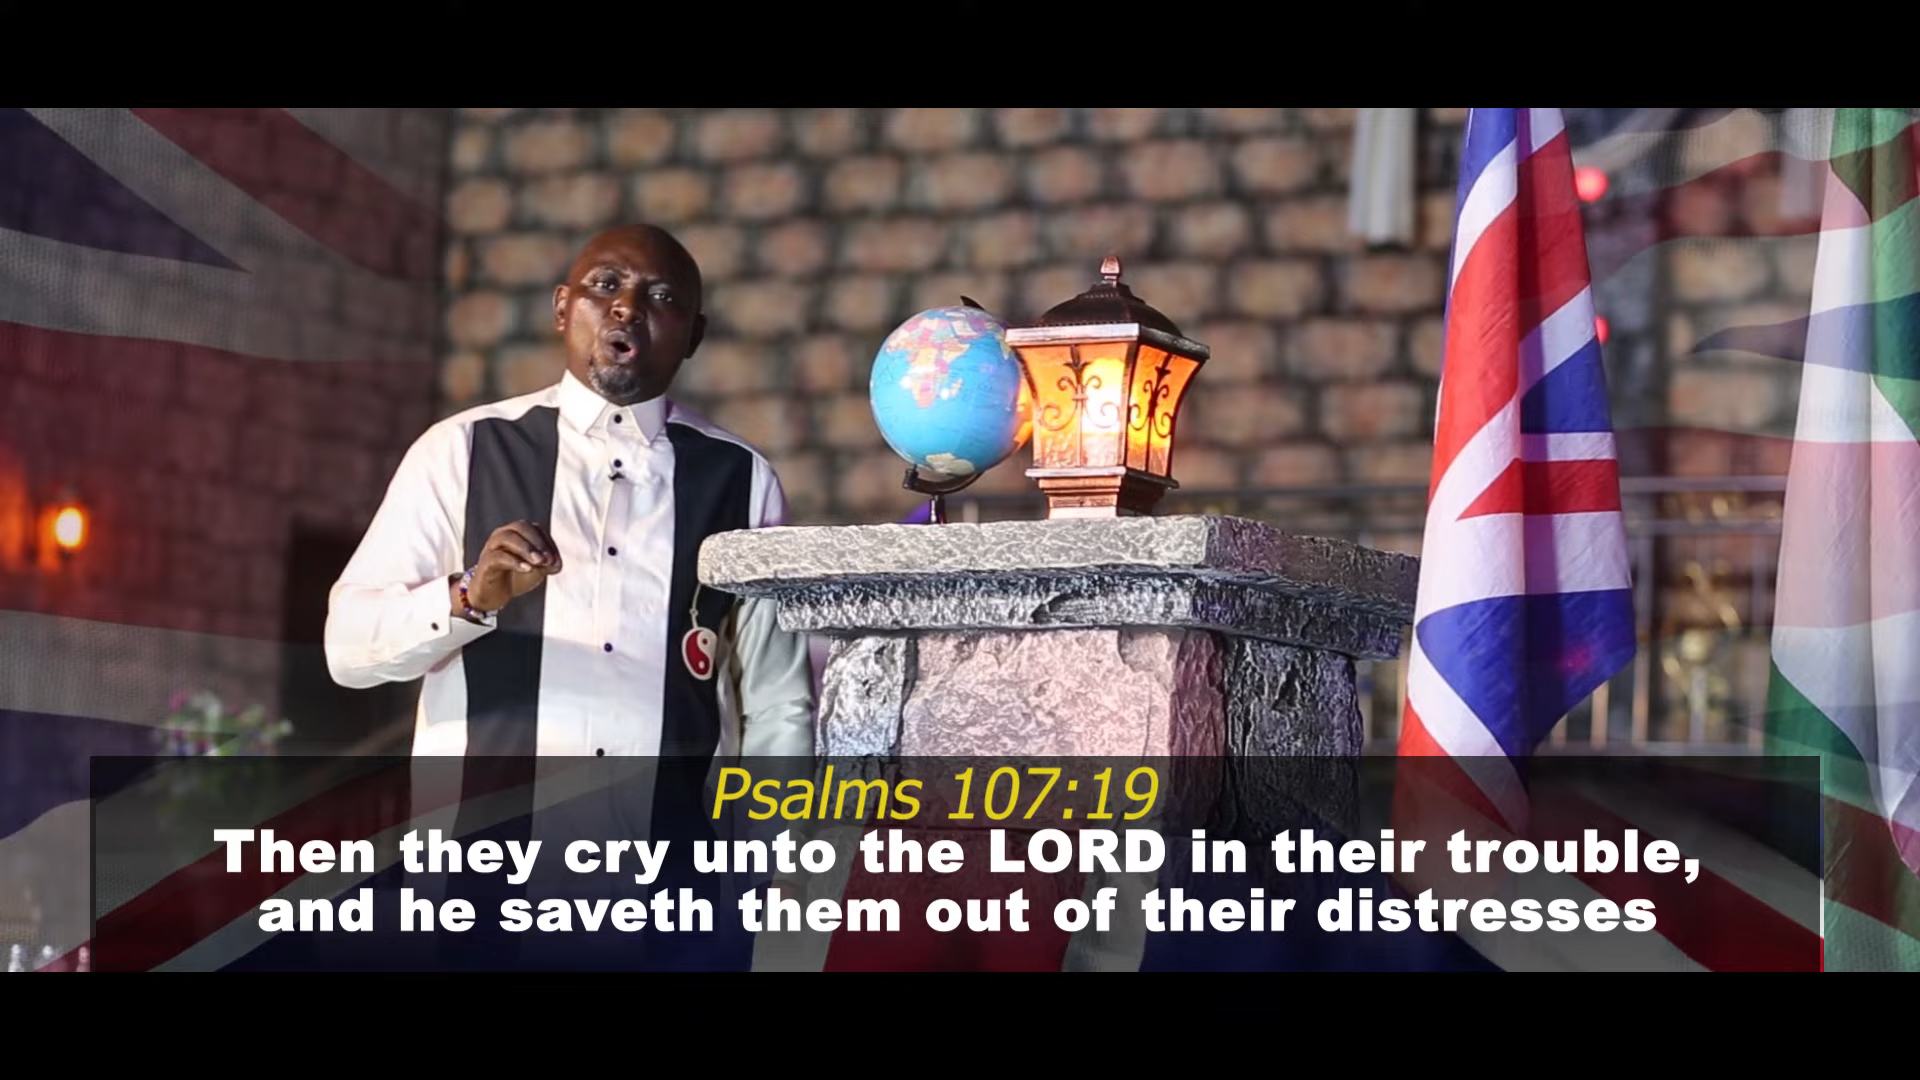 Psalms 107:19
Then they cry unto the LORD in their trouble,
and he saveth them out of their distresses